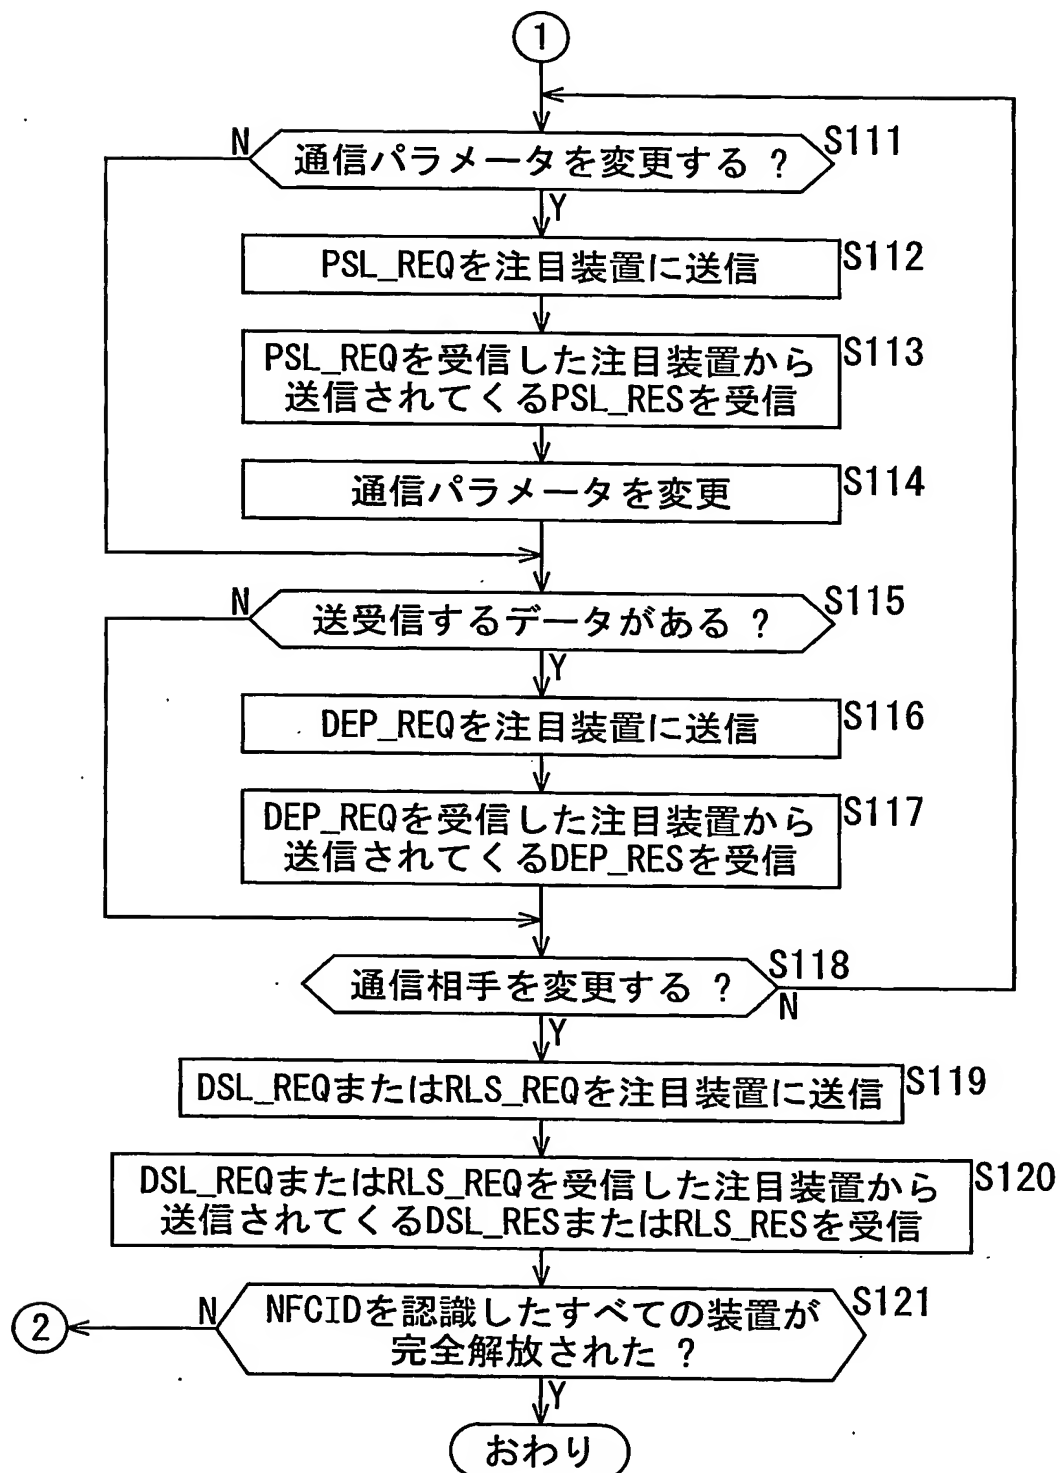 1
N
通信パラメータを変更する ?
S111
Y
PSL_REQを注目装置に送信
S112
PSL_REQを受信した注目装置から
送信されてくるPSL_RESを受信
S113
通信パラメータを変更
S114
N
送受信するデータがある ?
S115
Y
DEP_REQを注目装置に送信
S116
DEP_REQを受信した注目装置から
送信されてくるDEP_RESを受信
S117
通信相手を変更する ?
S118
N
Y
DSL_REQまたはRLS_REQを注目装置に送信
S119
DSL_REQまたはRLS_REQを受信した注目装置から
送信されてくるDSL_RESまたはRLS_RESを受信
S120
2
N
NFCIDを認識したすべての装置が
完全解放された ?
S121
Y
おわり